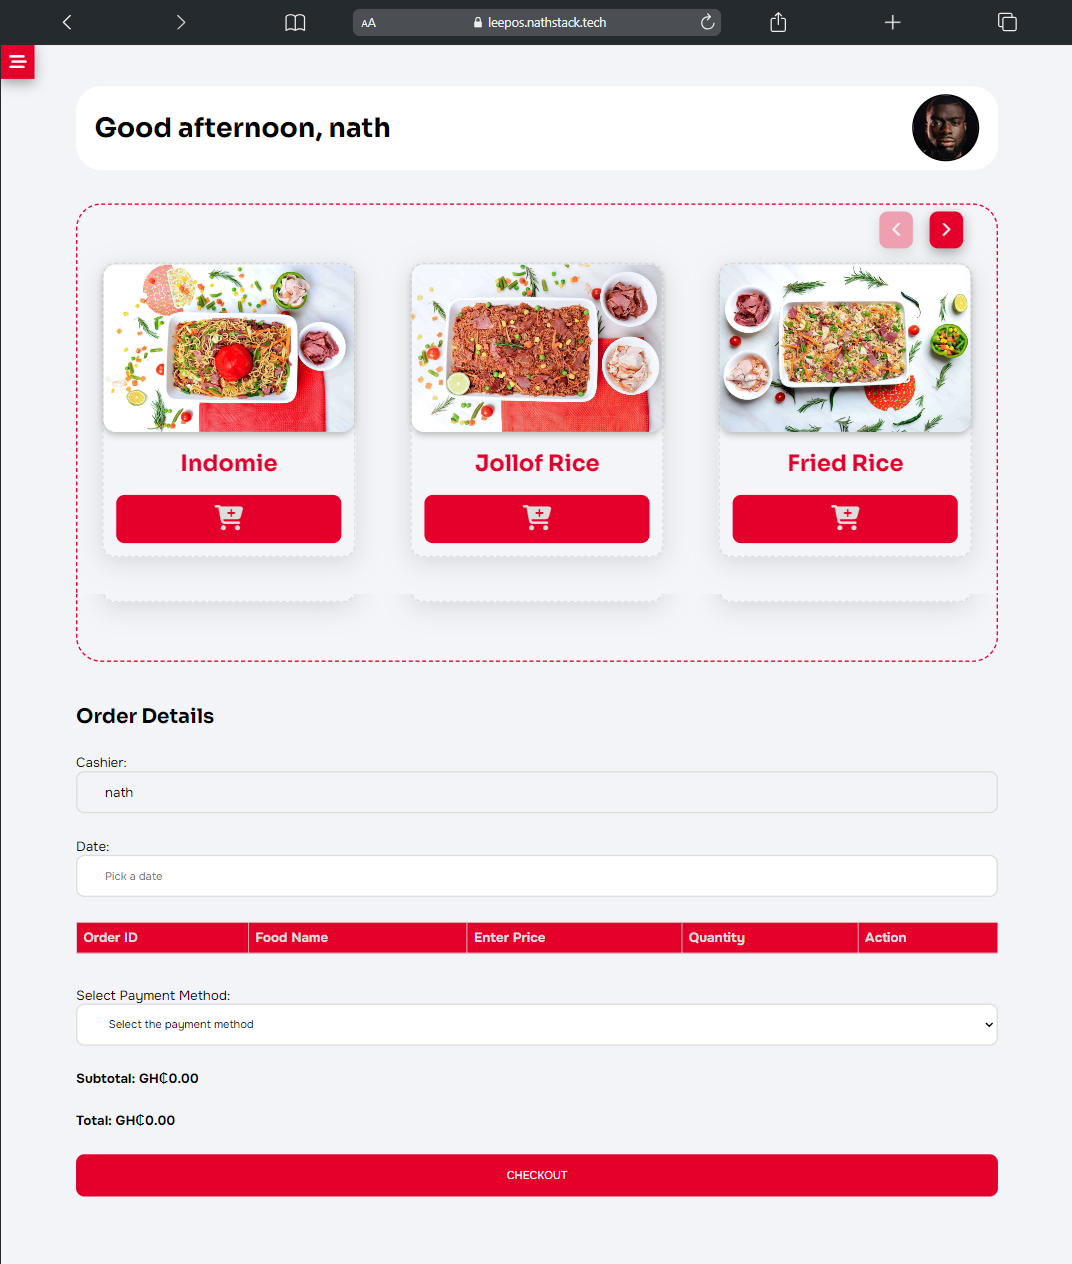 AA
leepos.nathstack.tech
Good afternoon, nath
Indomie
Jollof Rice
Fried Rice
Order Details
Cashier:
nath
Date:
Pick a date
Order ID Food Name Enter Price Quantity Action
Select Payment Method:
Select the payment method
Subtotal: GH₵0.00
Total: GH₵0.00
CHECKOUT